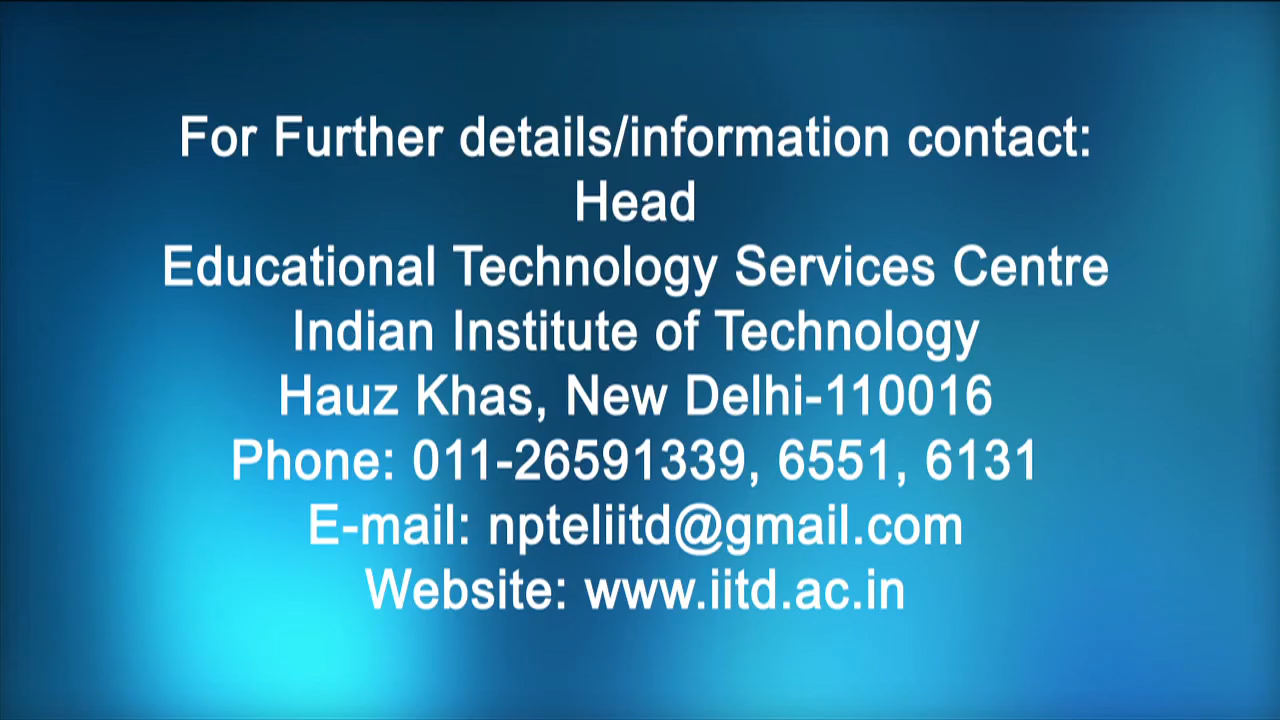 For Further details/information contact:
Head
Educational Technology Services Centre
Indian Institute of Technology
Hauz Khas, New Delhi-110016
Phone: 011-26591339, 6551, 6131
E-mail: npteliitd@gmail.com
Website: www.iitd.ac.in